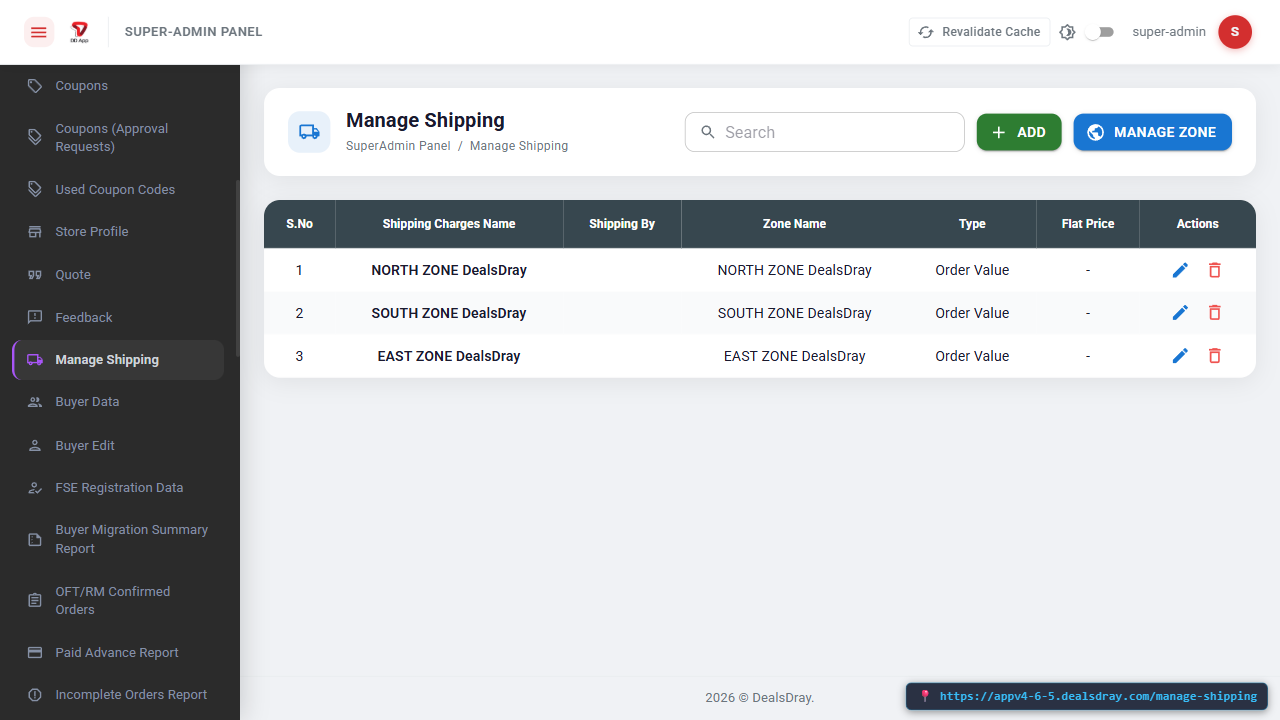 DD App
SUPER-ADMIN PANEL
Revalidate Cache
super-admin
S
Coupons
Coupons (Approval
Requests)
Used Coupon Codes
Store Profile
Quote
Feedback
Manage Shipping
Buyer Data
Buyer Edit
FSE Registration Data
Buyer Migration Summary
Report
OFT/RM Confirmed
Orders
Paid Advance Report
Incomplete Orders Report
Manage Shipping
SuperAdmin Panel / Manage Shipping
Search
ADD
MANAGE ZONE
S.No Shipping Charges Name Shipping By Zone Name Type Flat Price Actions
1 NORTH ZONE DealsDray NORTH ZONE DealsDray Order Value -
2 SOUTH ZONE DealsDray SOUTH ZONE DealsDray Order Value -
3 EAST ZONE DealsDray EAST ZONE DealsDray Order Value -
2026 © DealsDray.
https://appv4-6-5.dealsdray.com/manage-shipping